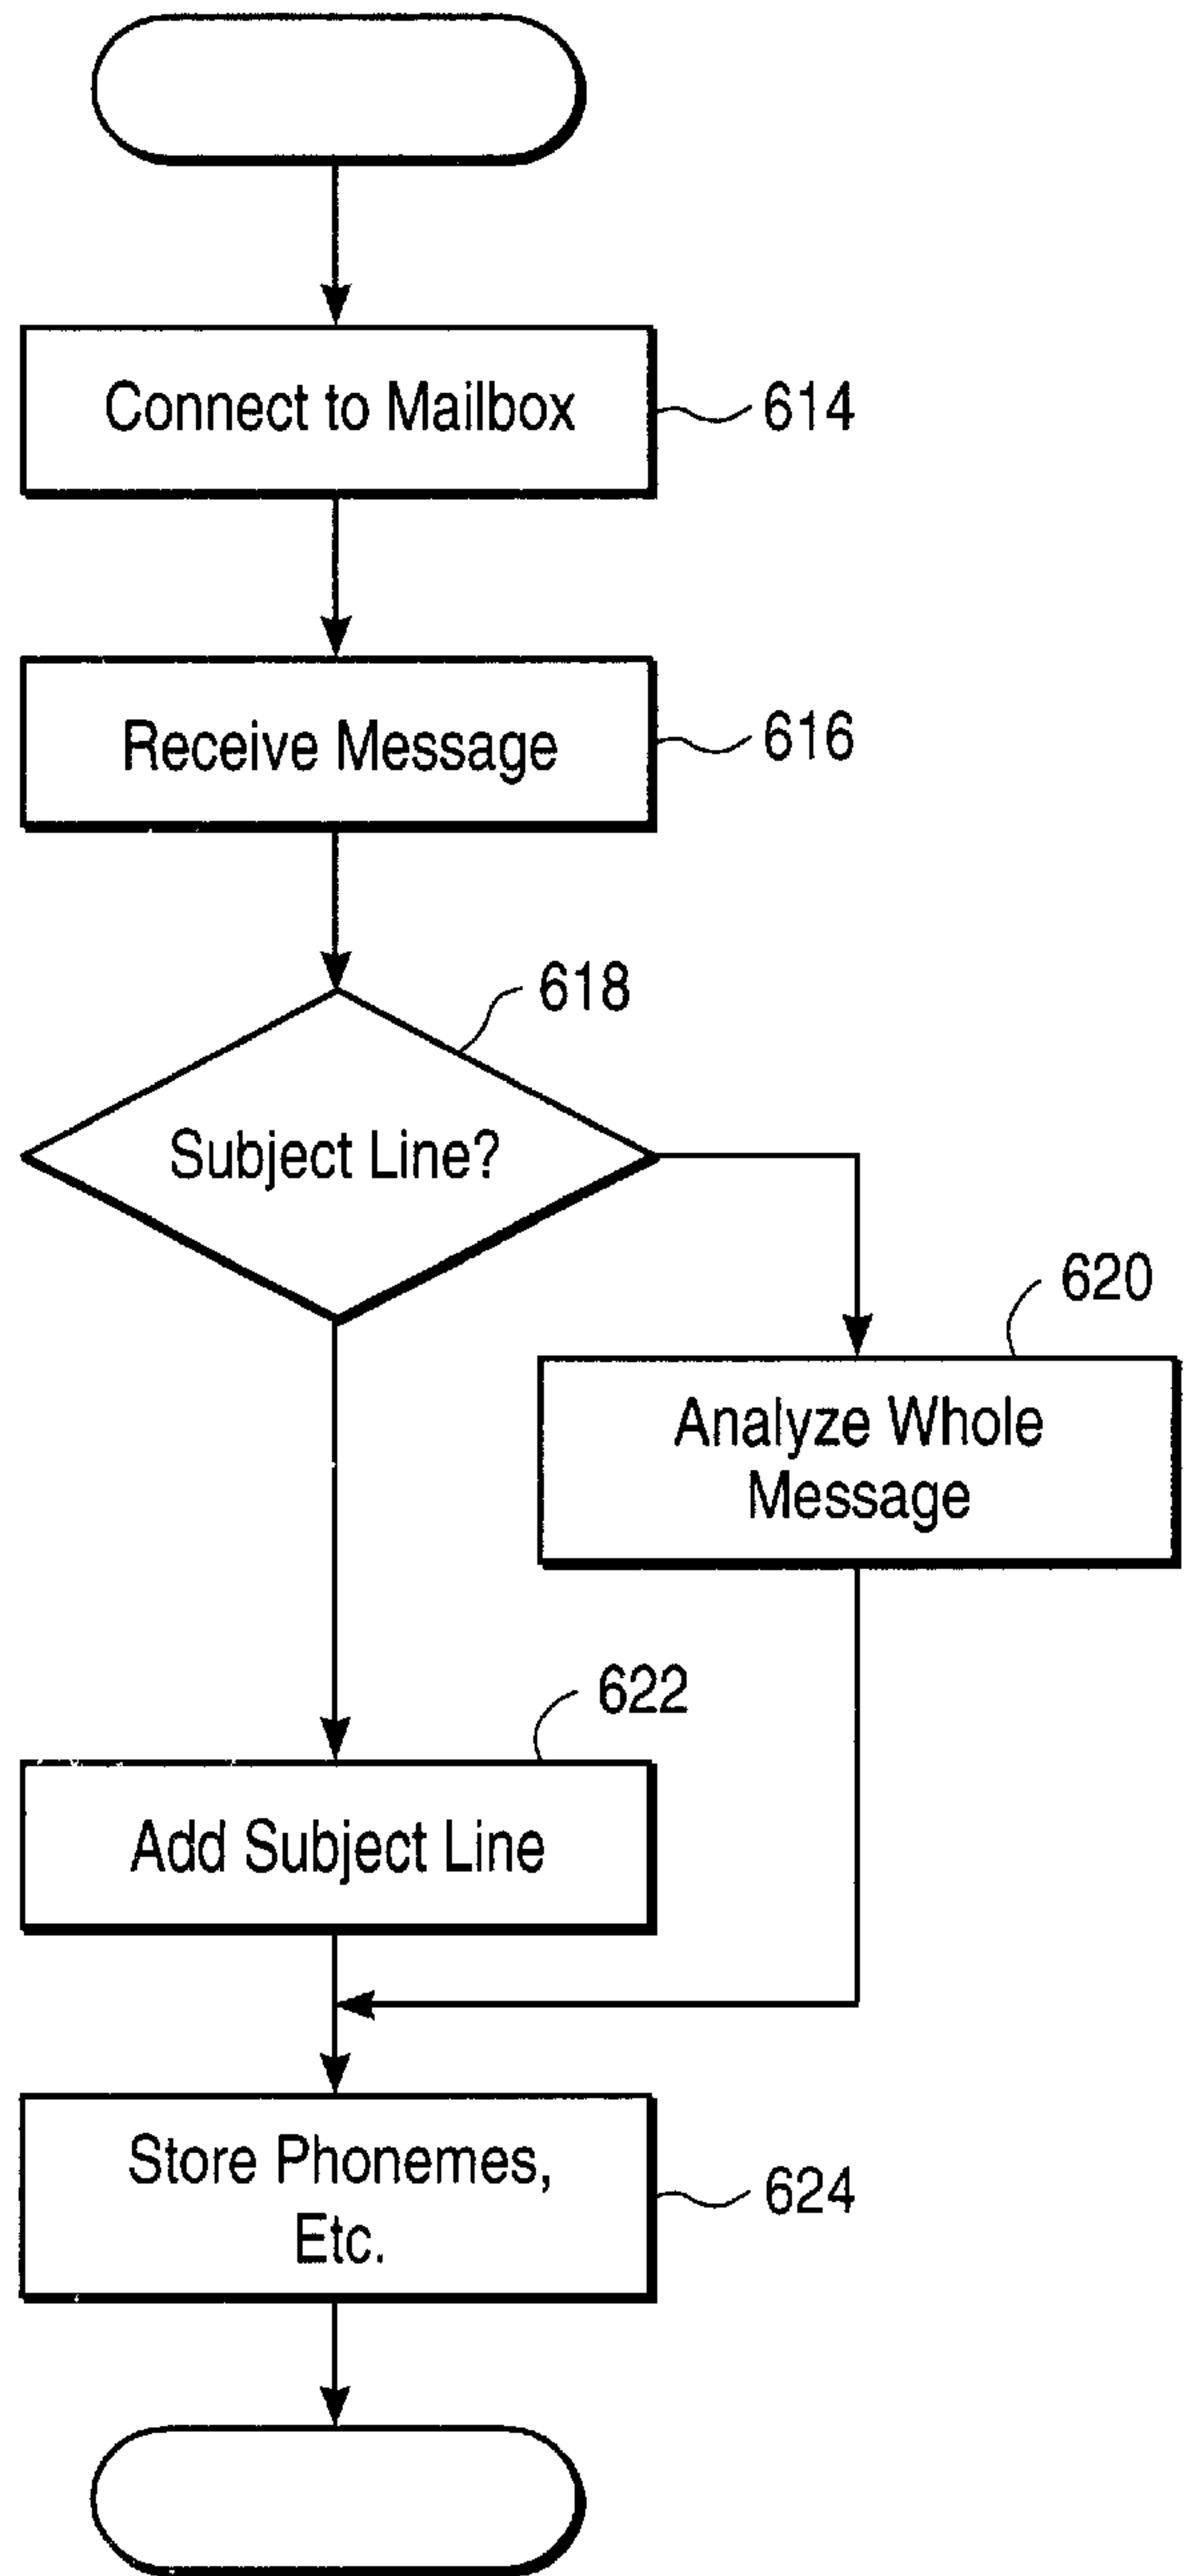 Connect to Mailbox
614
Receive Message
616
618
Subject Line?
620
Analyze Whole
Message
622
Add Subject Line
Store Phonemes,
Etc.
624